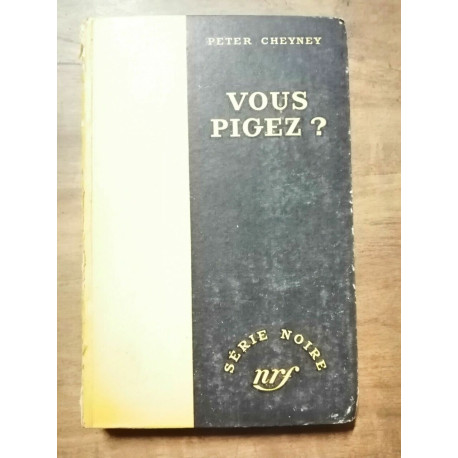 PETER CHEYNEY
VOUS
PIGEZ ?
SÉRIE NOIRE
nrf